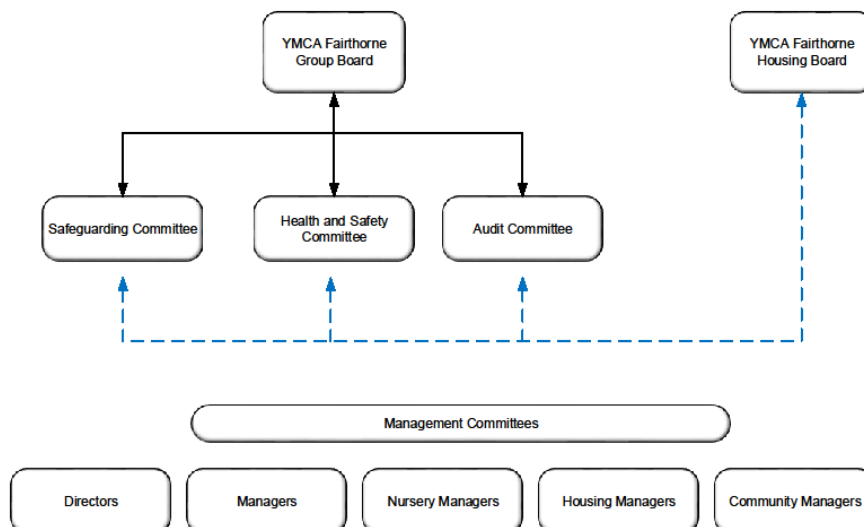 YMCA Fairthorne
Group Board
YMCA Fairthorne
Housing Board
Safeguarding Committee
Health and Safety
Committee
Audit Committee
Management Committees
Directors
Managers
Nursery Managers
Housing Managers
Community Managers